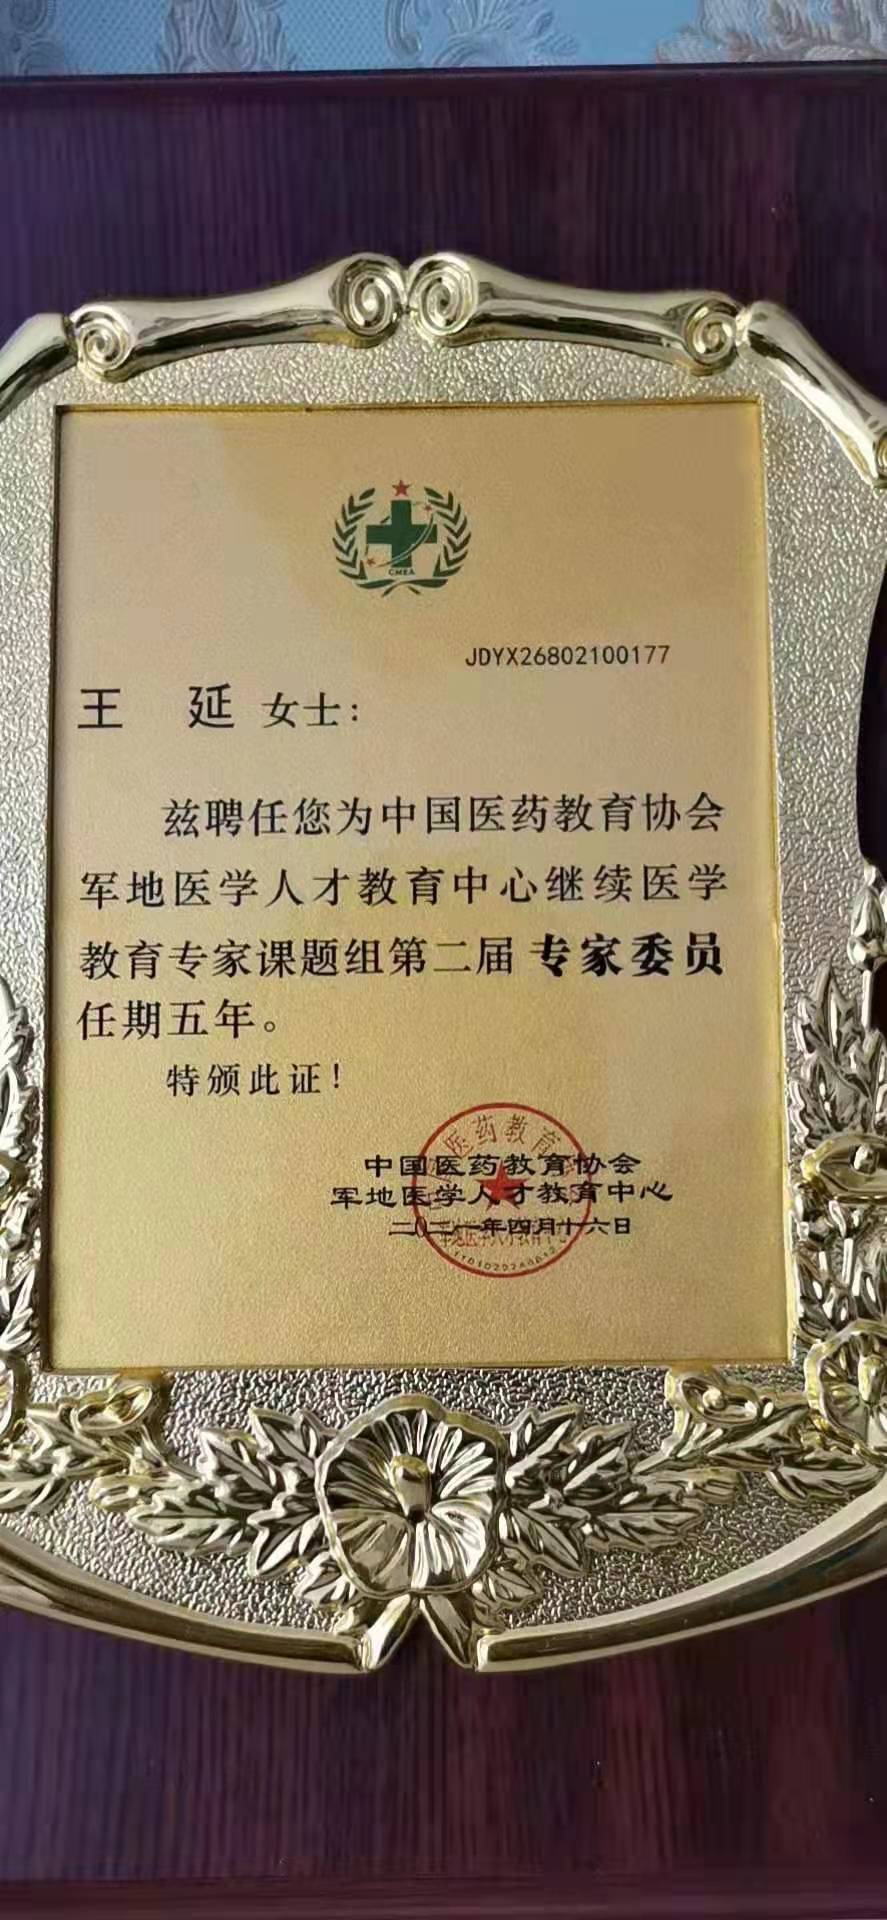 CMEA
JDYX26802100177
王 延 女士：
兹聘任您为中国医药教育协会
军地医学人才教育中心继续医学
教育专家课题组第二届 专家委员
任期五年。
特颁此证！
中国医药教育协会
军地医学人才教育中心
二〇二一年四月十六日